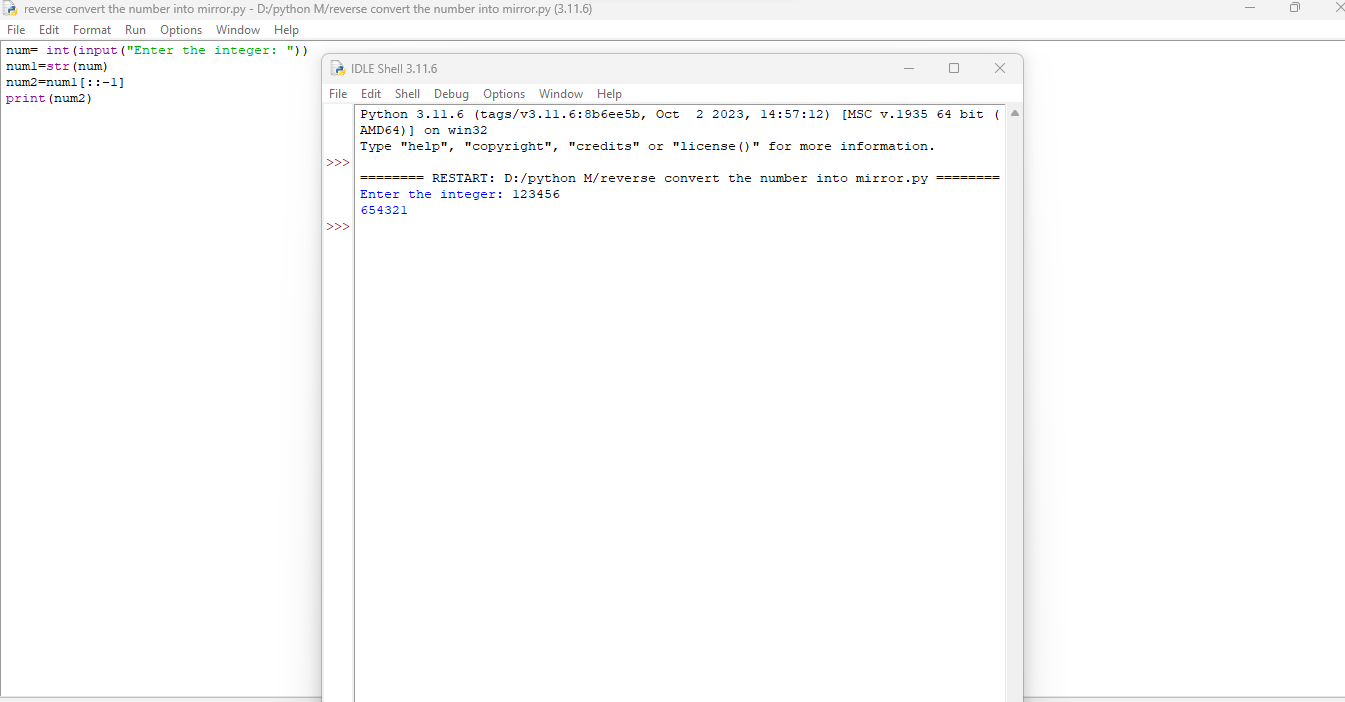 reverse convert the number into mirror.py - D:/python M/reverse convert the number into mirror.py (3.11.6)
File Edit Format Run Options Window Help
num= int(input("Enter the integer: "))
num1=str(num)
num2=num1[::-1]
print(num2)
IDLE Shell 3.11.6
File Edit Shell Debug Options Window Help
Python 3.11.6 (tags/v3.11.6:8b6ee5b, Oct  2 2023, 14:57:12) [MSC v.1935 64 bit (
AMD64)] on win32
Type "help", "copyright", "credits" or "license()" for more information.
>>>
======== RESTART: D:/python M/reverse convert the number into mirror.py ========
Enter the integer: 123456
654321
>>>